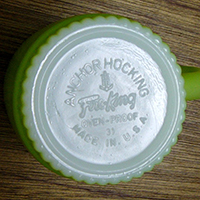 ANCHOR HOCKING
Fire-King
OVEN-PROOF
MADE IN U.S.A.